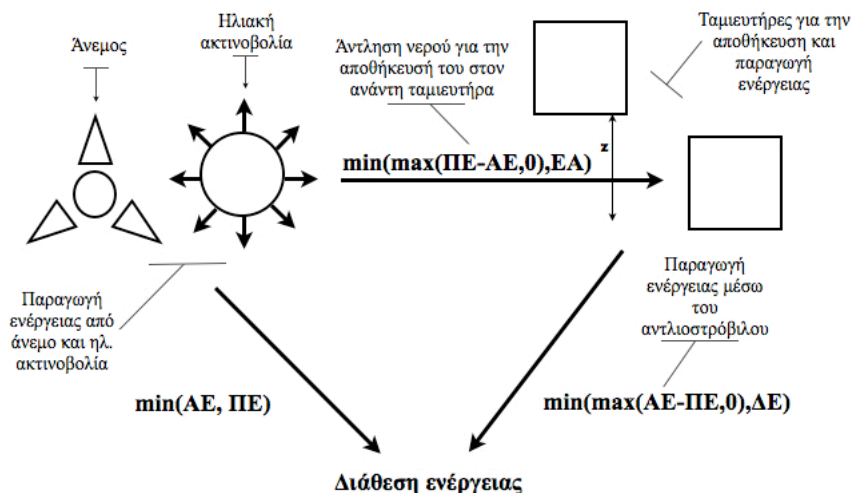 Άνεμος
Ηλιακή
ακτινοβολία
Άντληση νερού για την
αποθήκευσή του στον
ανάντη ταμιευτήρα
Ταμιευτήρες για την
αποθήκευση και
παραγωγή
ενέργειας
min(max(ΠΕ-ΑΕ,0),ΕΑ)
z
Παραγωγή
ενέργειας από
άνεμο και ηλ.
ακτινοβολία
Παραγωγή
ενέργειας μέσω
του
αντλιοστρόβιλου
min(ΑΕ, ΠΕ)
min(max(ΑΕ-ΠΕ,0),ΔΕ)
Διάθεση ενέργειας